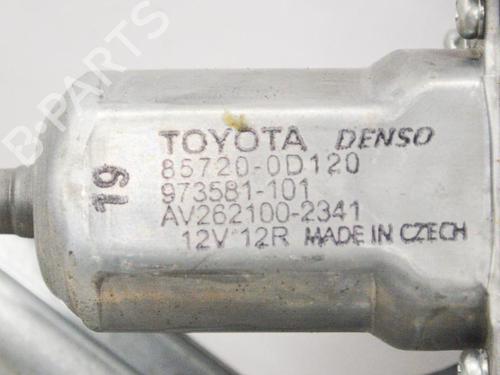 B-PARTS
19
TOYOTA DENSO
85720-0D120
973581-101
AV262100-2341
12V 12R MADE IN CZECH